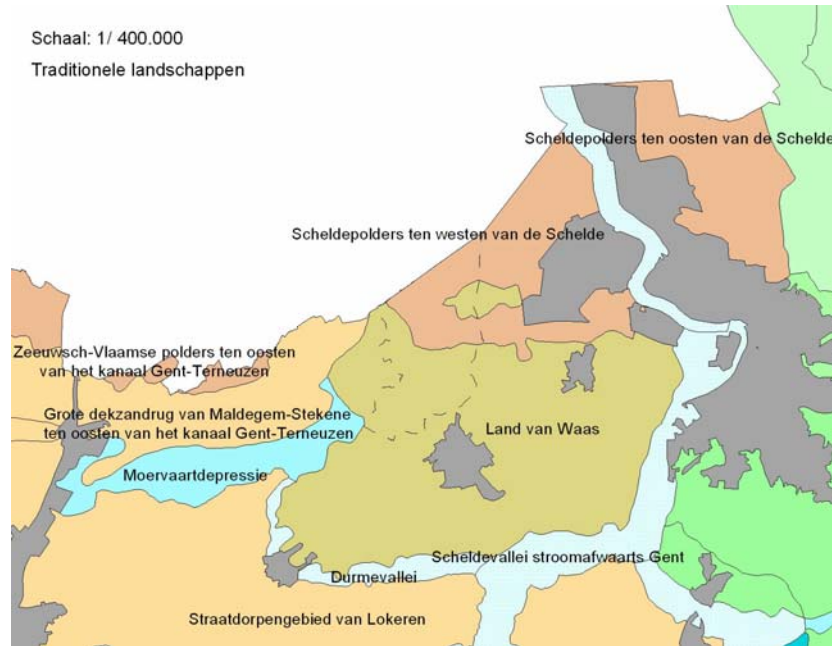 Schaal: 1/ 400.000
Traditionele landschappen
Scheldepolders ten oosten van de Schelde
Scheldepolders ten westen van de Schelde
Zeeuwsch-Vlaamse polders ten oosten
van het kanaal Gent-Terneuzen
Grote dekzandrug van Maldegem-Stekene
ten oosten van het kanaal Gent-Terneuzen
Land van Waas
Moervaartdepressie
Scheldevallei stroomafwaarts Gent
Durmevallei
Straatdorpengebied van Lokeren